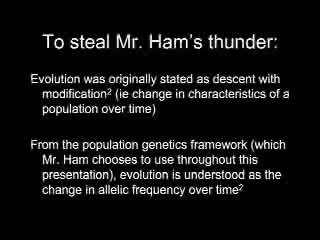 To steal Mr. Ham's thunder:
Evolution was originally stated as descent with
modification² (ie change in characteristics of a
population over time)
From the population genetics framework (which
Mr. Ham chooses to use throughout this
presentation), evolution is understood as the
change in allelic frequency over time²